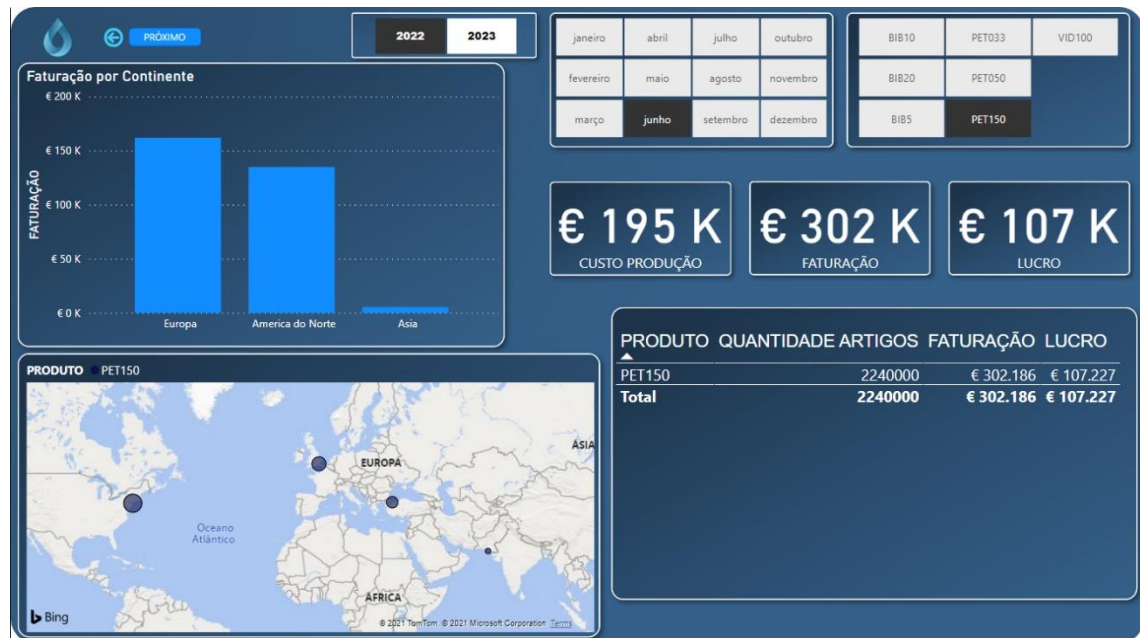 PRÓXIMO
2022 2023
janeiro abril julho outubro
fevereiro maio agosto novembro
março junho setembro dezembro
BIB10 PET033 VID100
BIB20 PET050
BIB5 PET150
Faturação por Continente
€ 200 K
€ 150 K
€ 100 K
€ 50 K
€ 0 K
FATURAÇÃO
Europa America do Norte Asia
€ 195 K
CUSTO PRODUÇÃO
€ 302 K
FATURAÇÃO
€ 107 K
LUCRO
PRODUTO PET150
ÁSIA
EUROPA
Oceano
Atlântico
ÁFRICA
Bing
© 2021 TomTom © 2021 Microsoft Corporation Terms
PRODUTO QUANTIDADE ARTIGOS FATURAÇÃO LUCRO
PET150 2240000 € 302.186 € 107.227
Total 2240000 € 302.186 € 107.227